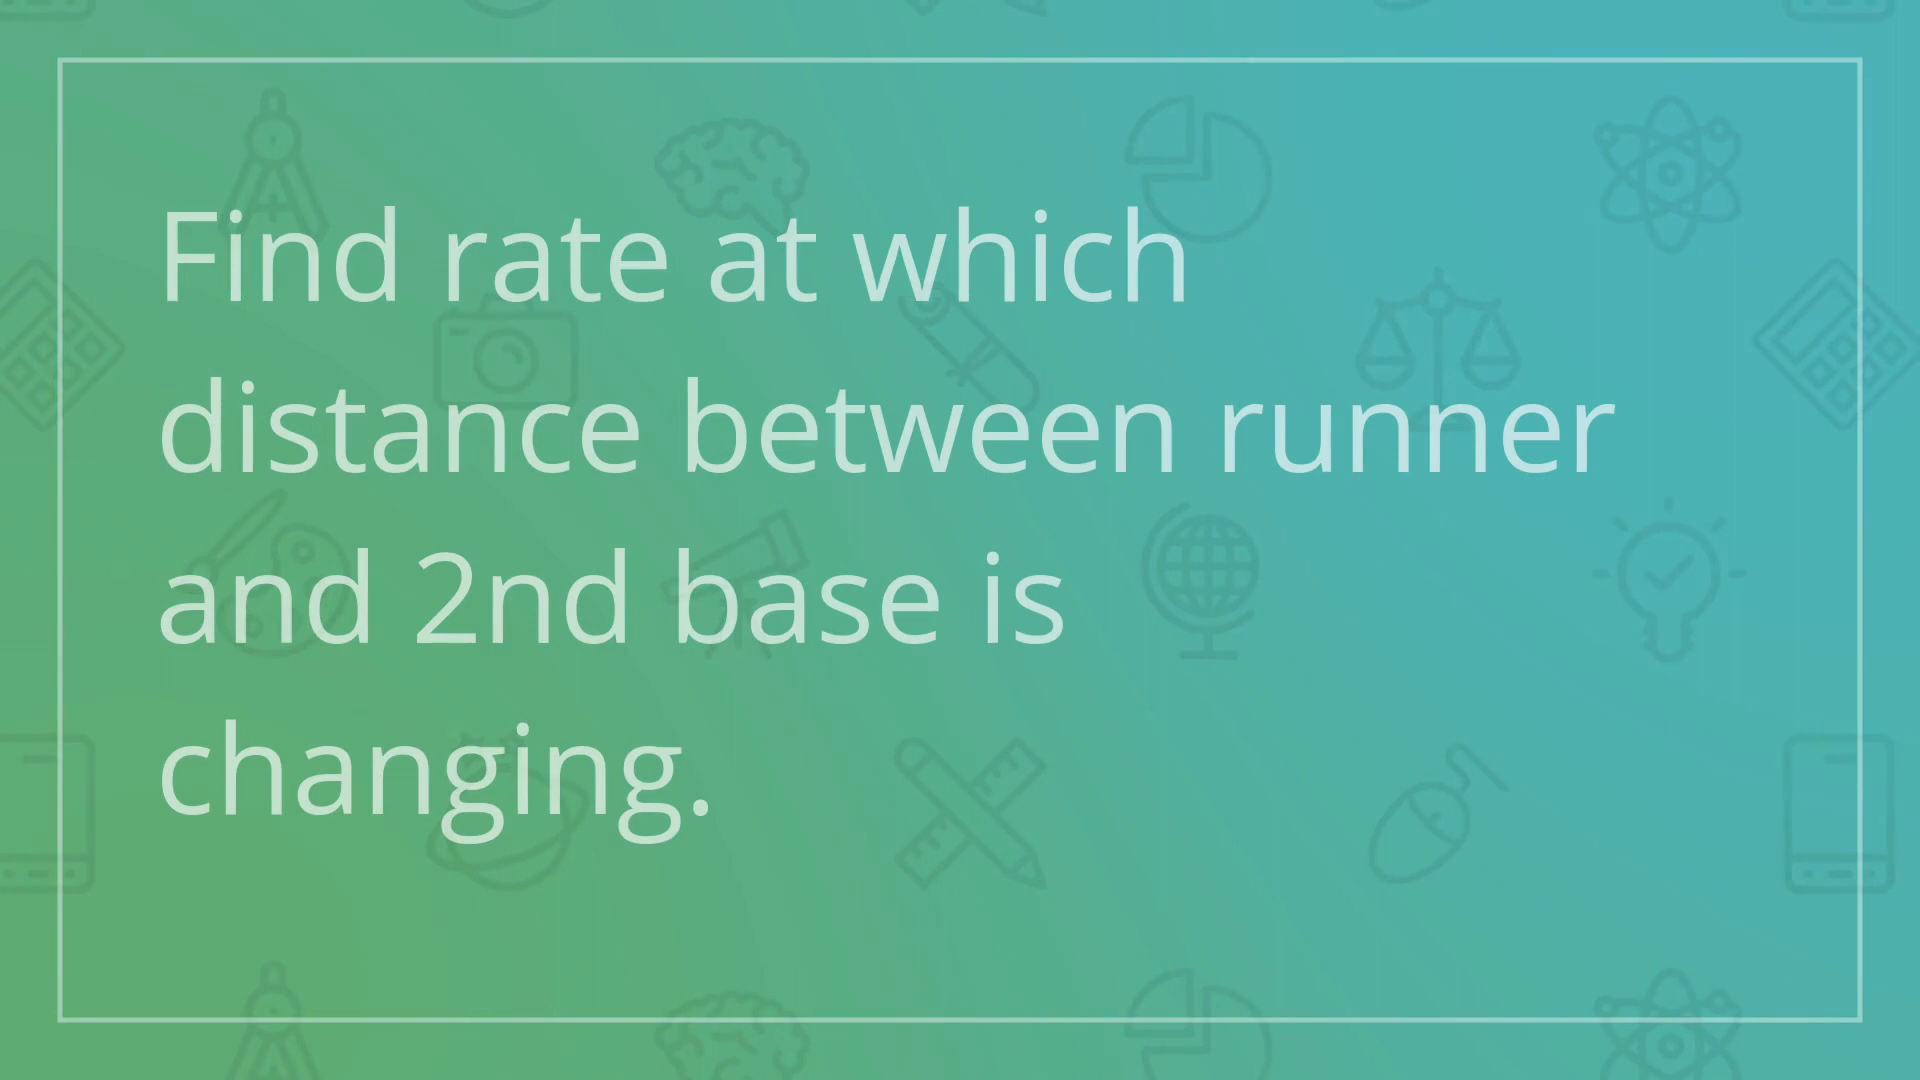 Find rate at which
distance between runner
and 2nd base is
changing.